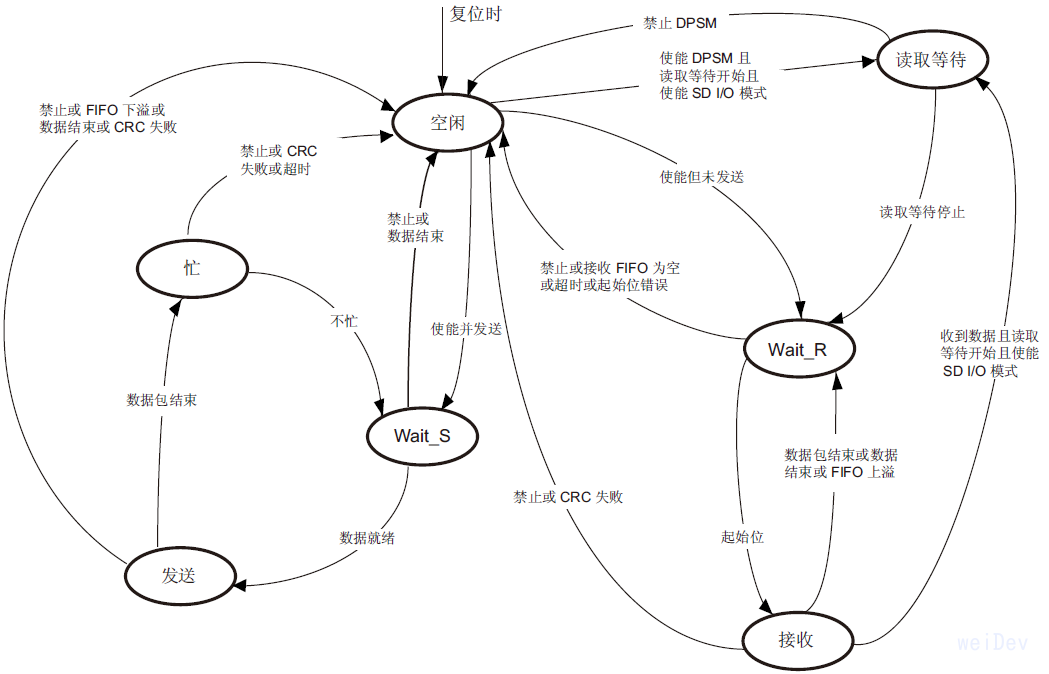 复位时
禁止 DPSM
读取等待
使能 DPSM 且
读取等待开始且
使能 SD I/O 模式
禁止或 FIFO 下溢或
数据结束或 CRC 失败
空闲
禁止或 CRC
失败或超时
使能但未发送
禁止或
数据结束
读取等待停止
忙
禁止或接收 FIFO 为空
或超时或起始位错误
不忙
使能并发送
Wait_R
收到数据且读取
等待开始且使能
SD I/O 模式
数据包结束
Wait_S
数据包结束或数据
结束或 FIFO 上溢
禁止或 CRC 失败
数据就绪
起始位
发送
接收
weiDev